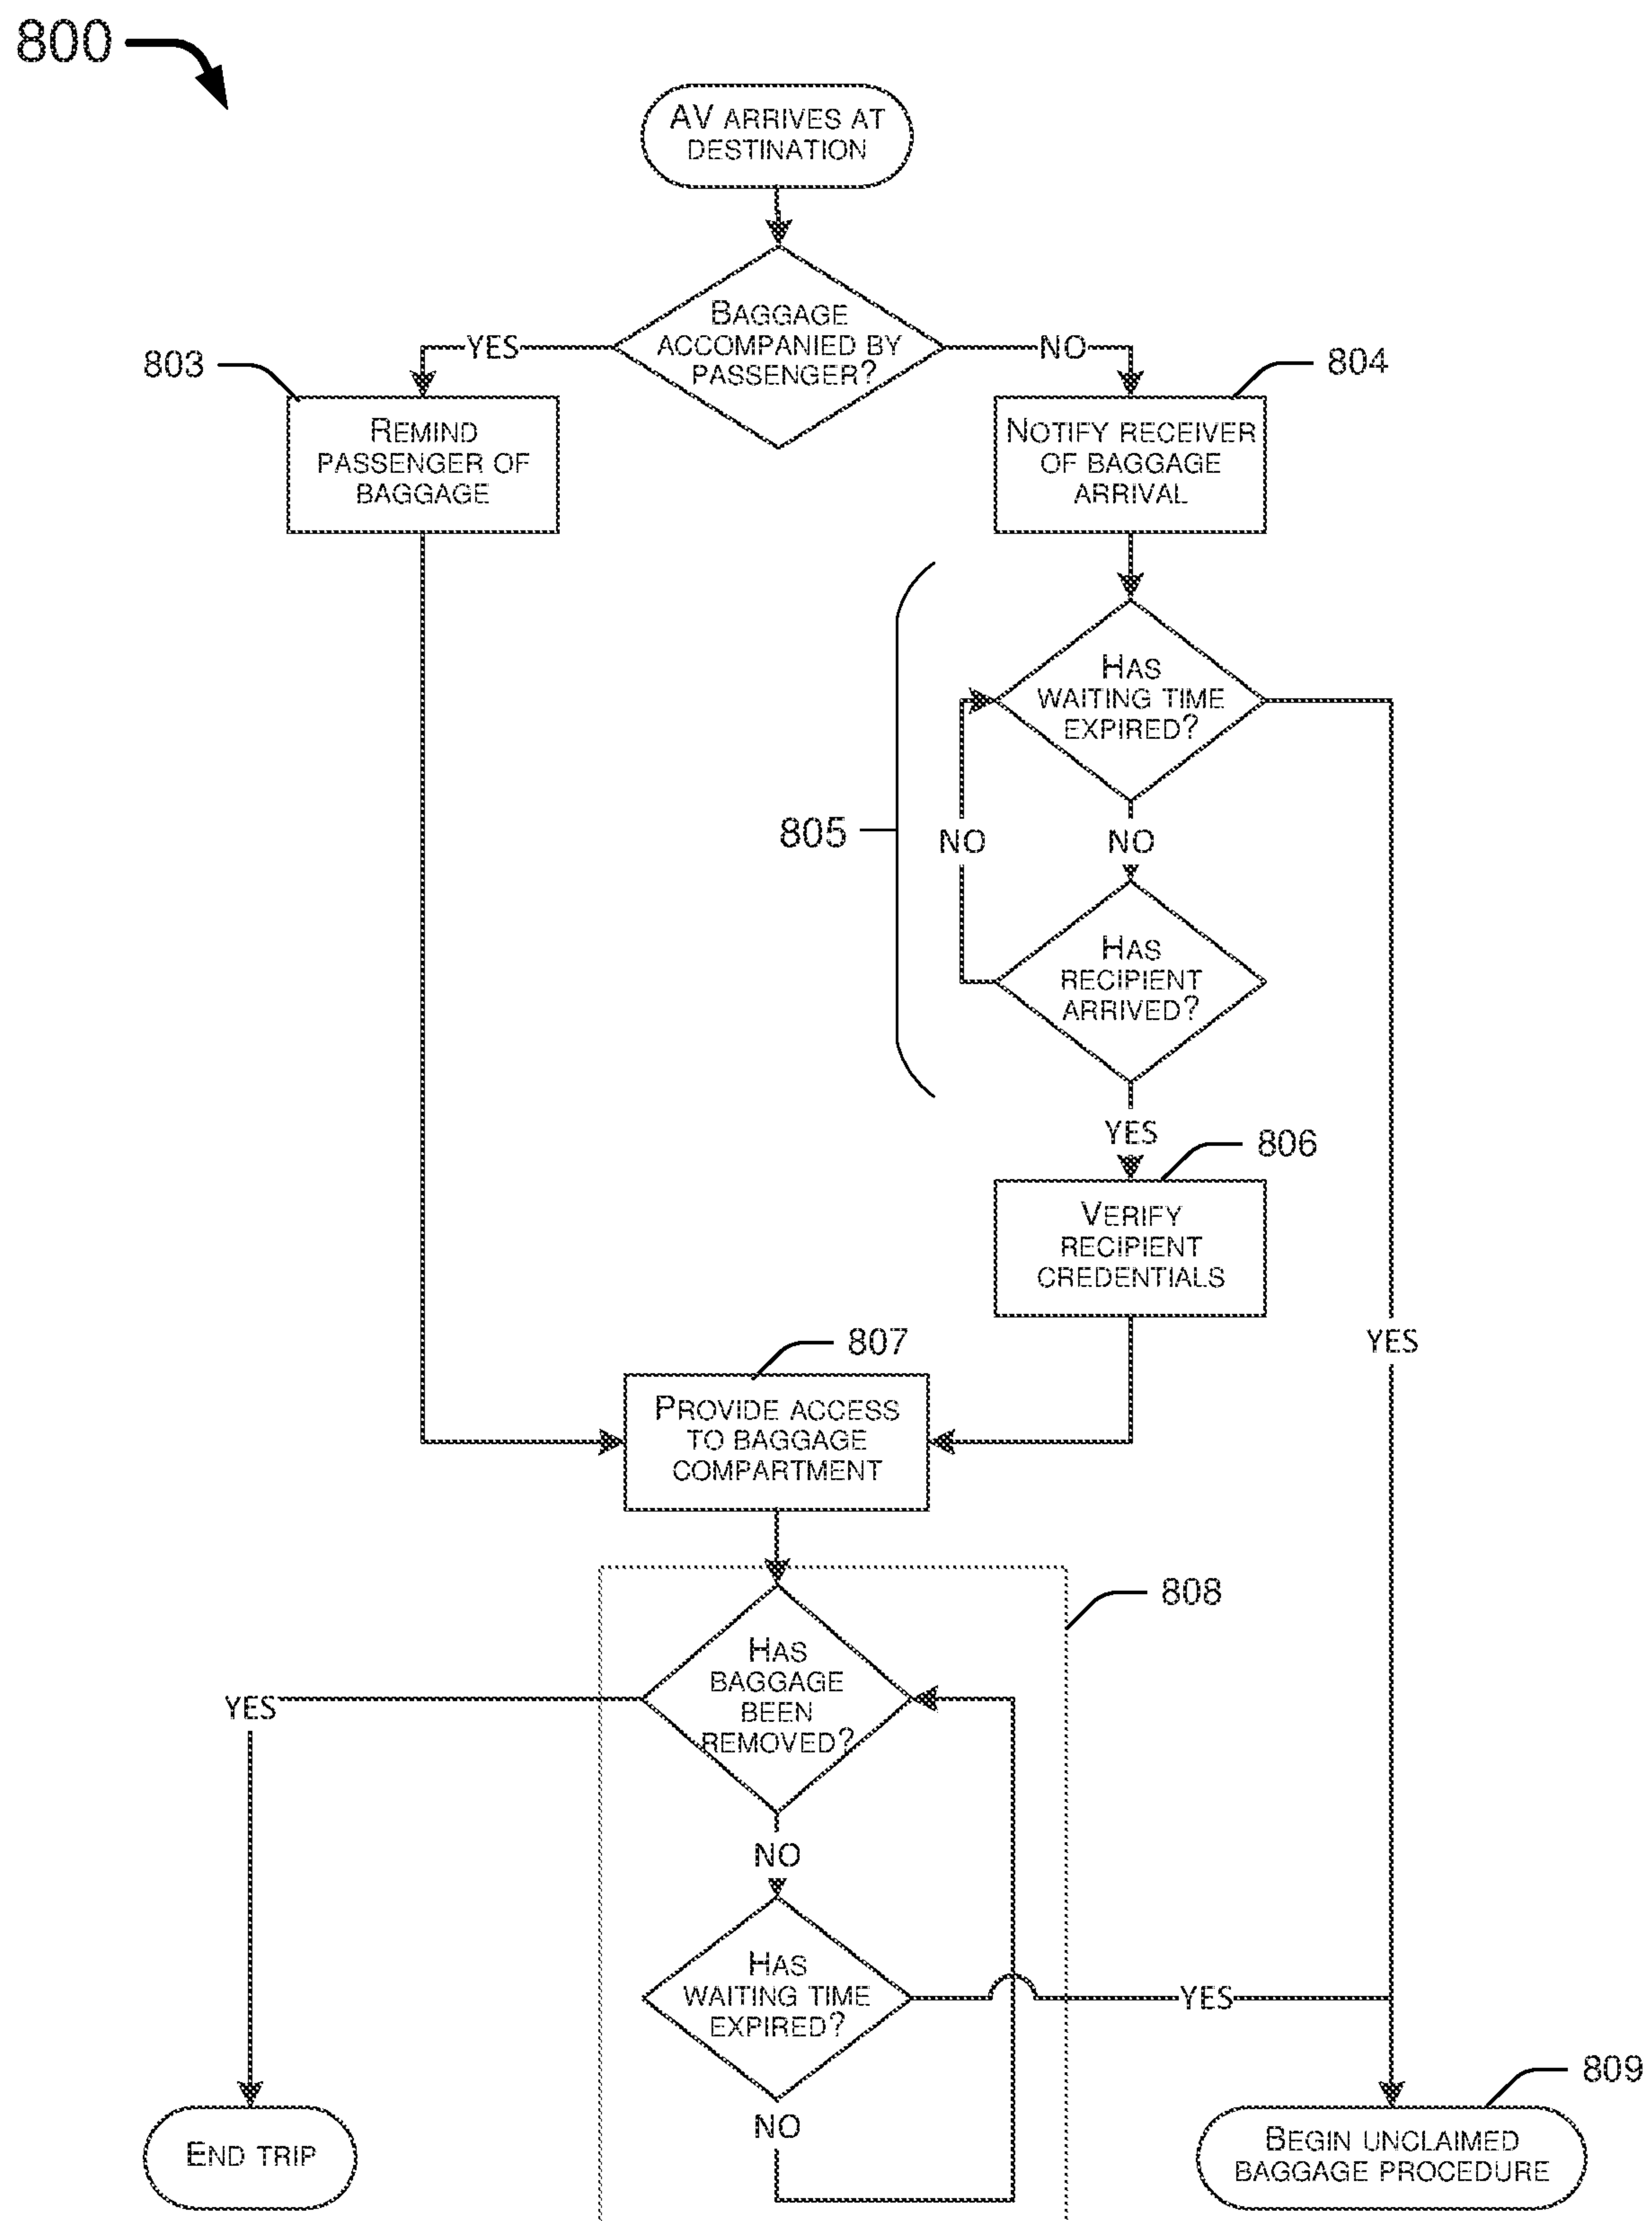 800
AV ARRIVES AT
DESTINATION
BAGGAGE
ACCOMPANIED BY
PASSENGER?
YES
NO
803
804
REMIND
PASSENGER OF
BAGGAGE
NOTIFY RECEIVER
OF BAGGAGE
ARRIVAL
805
HAS
WAITING TIME
EXPIRED?
NO
NO
HAS
RECIPIENT
ARRIVED?
YES
806
VERIFY
RECIPIENT
CREDENTIALS
YES
807
PROVIDE ACCESS
TO BAGGAGE
COMPARTMENT
808
HAS
BAGGAGE
BEEN
REMOVED?
YES
NO
HAS
WAITING TIME
EXPIRED?
YES
NO
809
END TRIP
BEGIN UNCLAIMED
BAGGAGE PROCEDURE